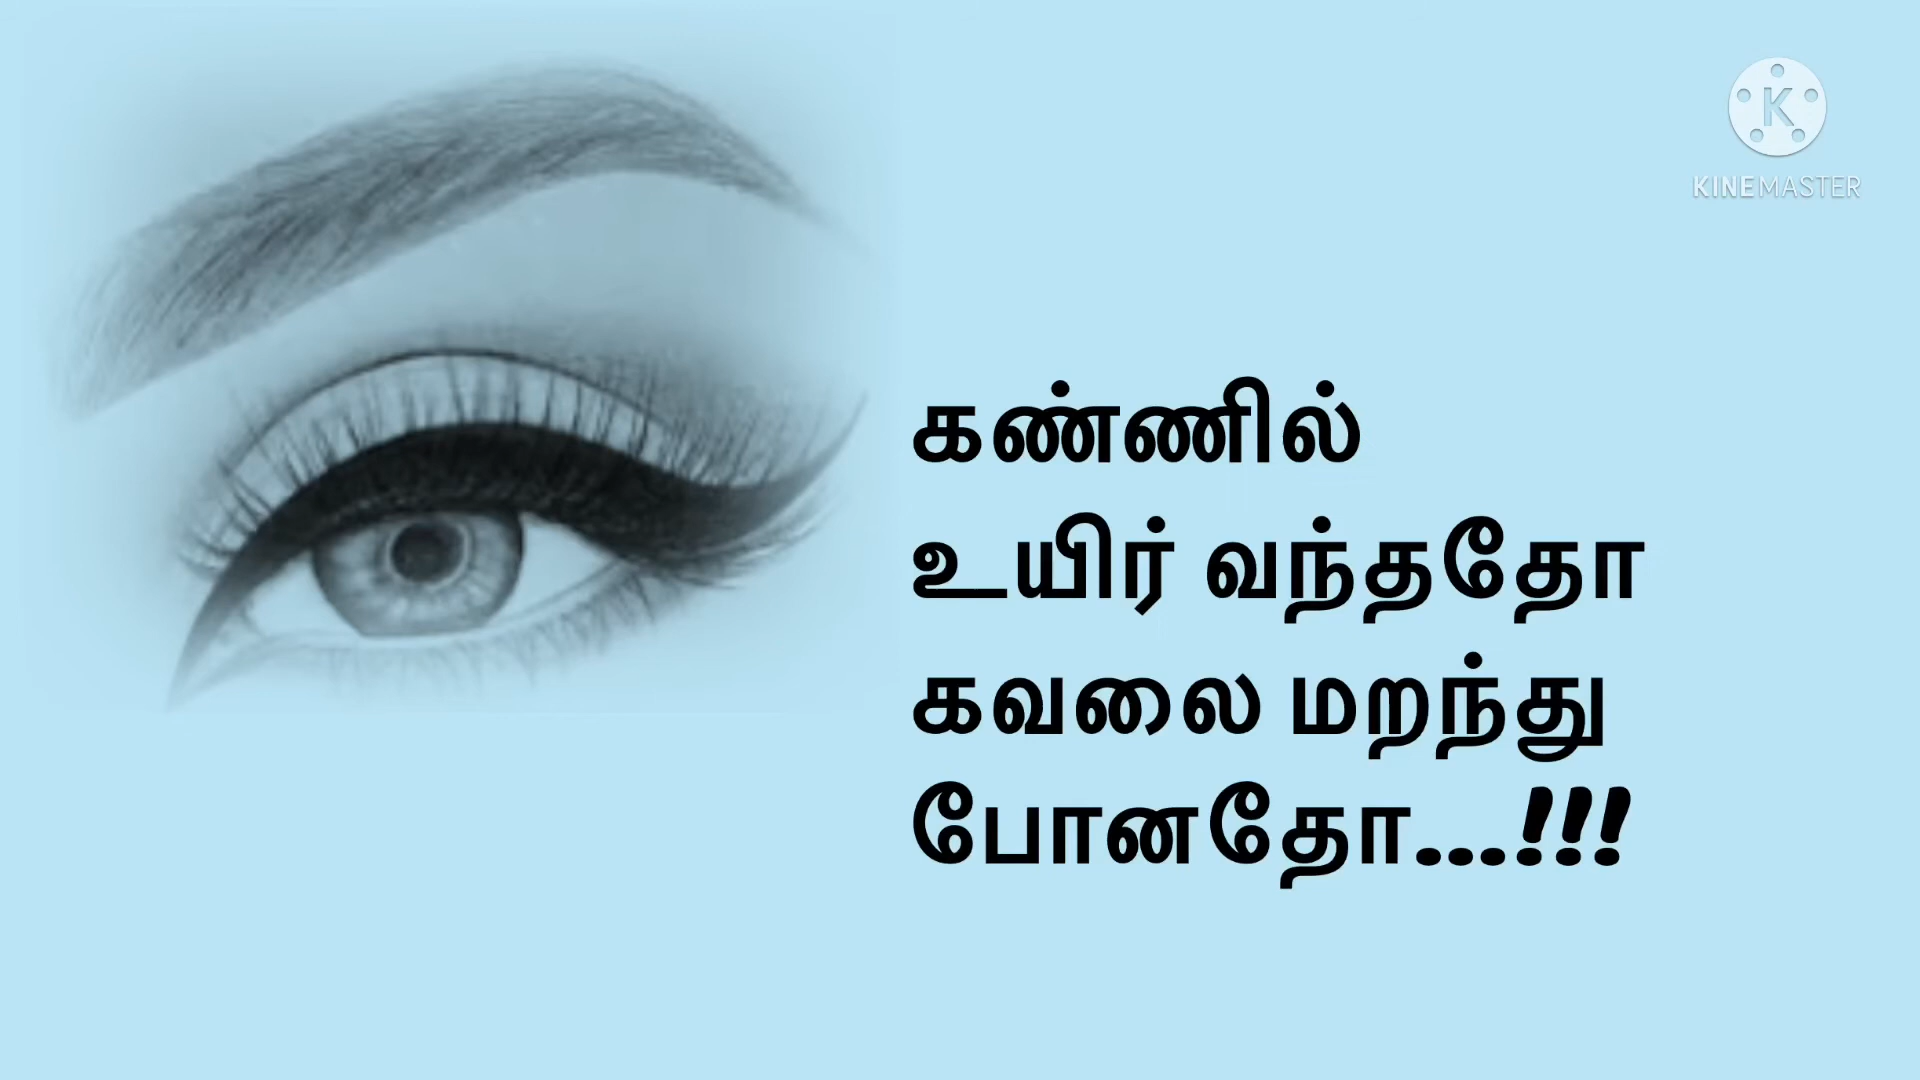 K
KINEMASTER
கண்ணில்
உயிர் வந்ததோ
கவலை மறந்து
போனதோ...!!!